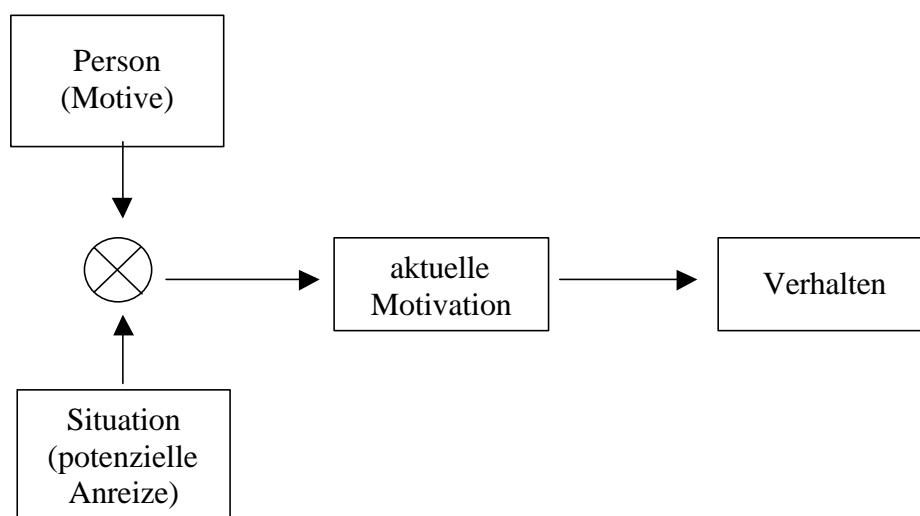 Person
(Motive)
aktuelle
Motivation
Verhalten
Situation
(potenzielle
Anreize)